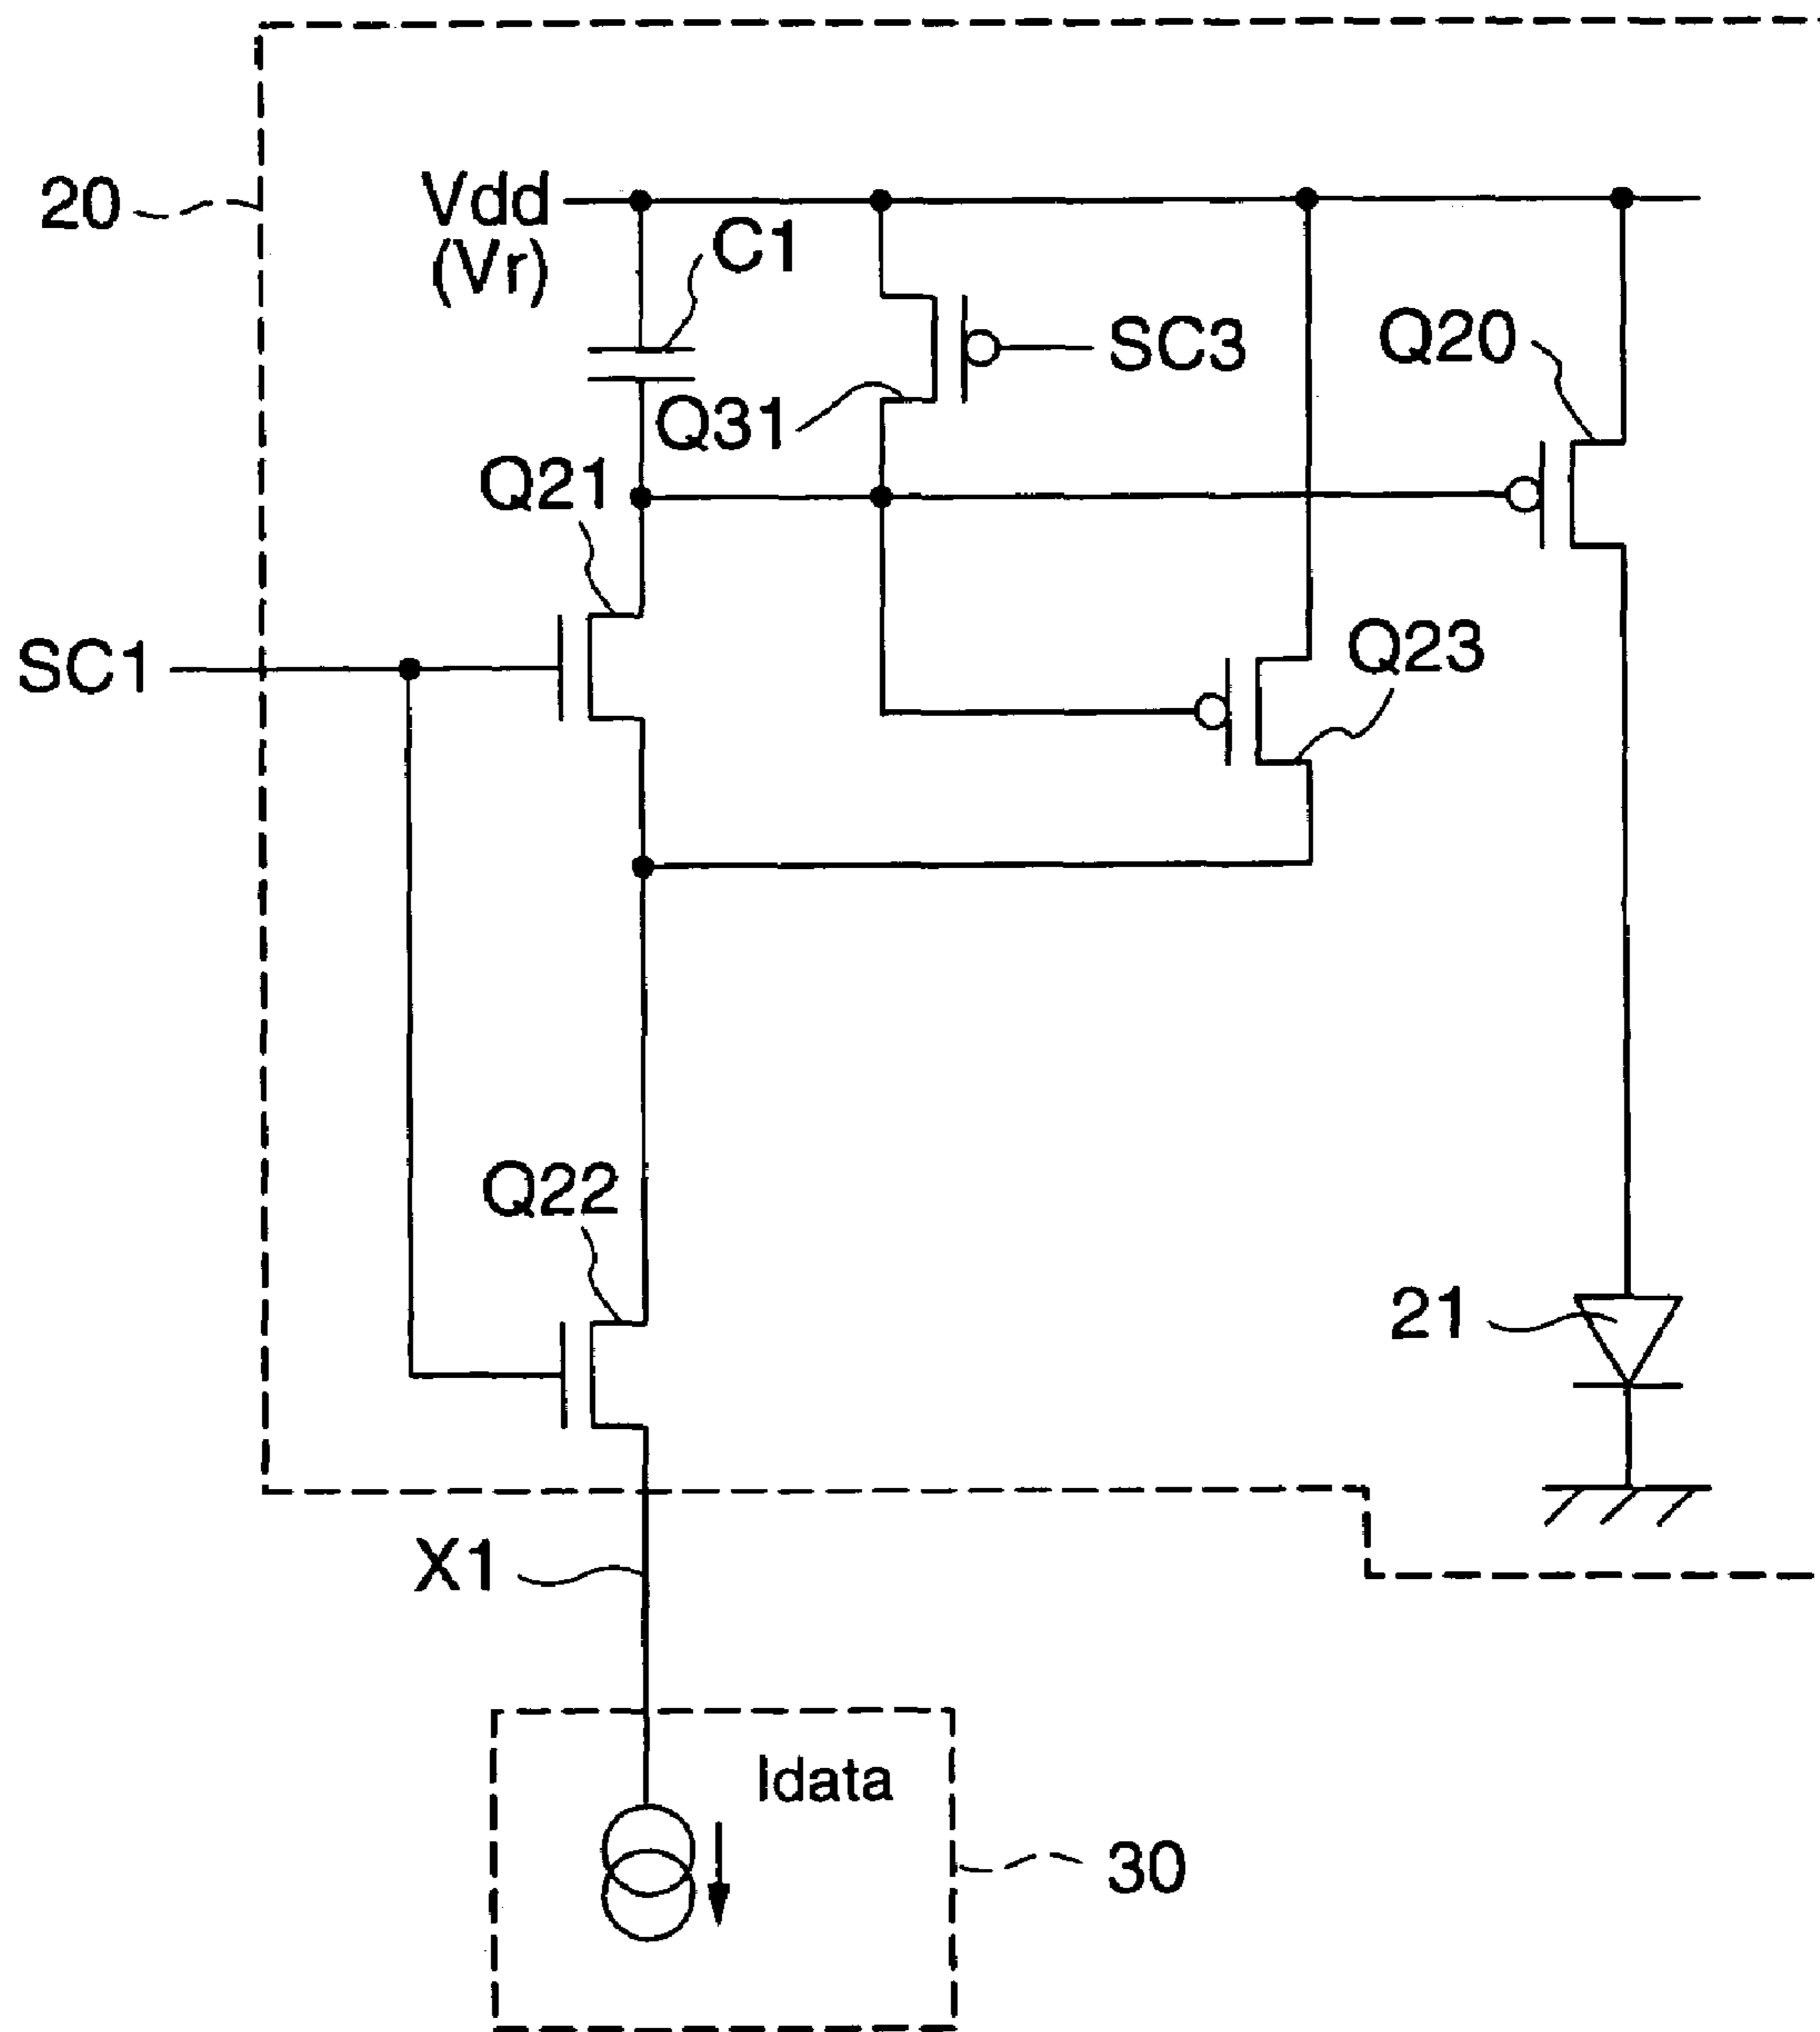 20
Vdd
(Vr)
C1
SC3
Q20
Q31
Q21
SC1
Q23
Q22
21
X1
Idata
30